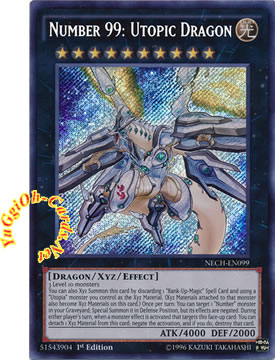 NUMBER 99: UTOPIC DRAGON
光
YuGgiOh-Cards.Net
NECH-EN099
[DRAGON/XYZ/EFFECT]
3 Level 10 monsters
You can also Xyz Summon this card by discarding 1 "Rank-Up-Magic" Spell Card and using a
"Utopia" monster you control as the Xyz Material. (Xyz Materials attached to that monster
also become Xyz Materials on this card.) Once per turn: You can target 1 "Number" monster
in your Graveyard, Special Summon it in Defense Position, but its effects are negated. During
either player's turn, when a monster effect is activated that targets this face-up card: You can
detach 1 Xyz Material from this card; negate the activation, and if you do, destroy that card.
ATK/4000 DEF/2000
51543904 1st Edition ©1996 KAZUKI TAKAHASHI